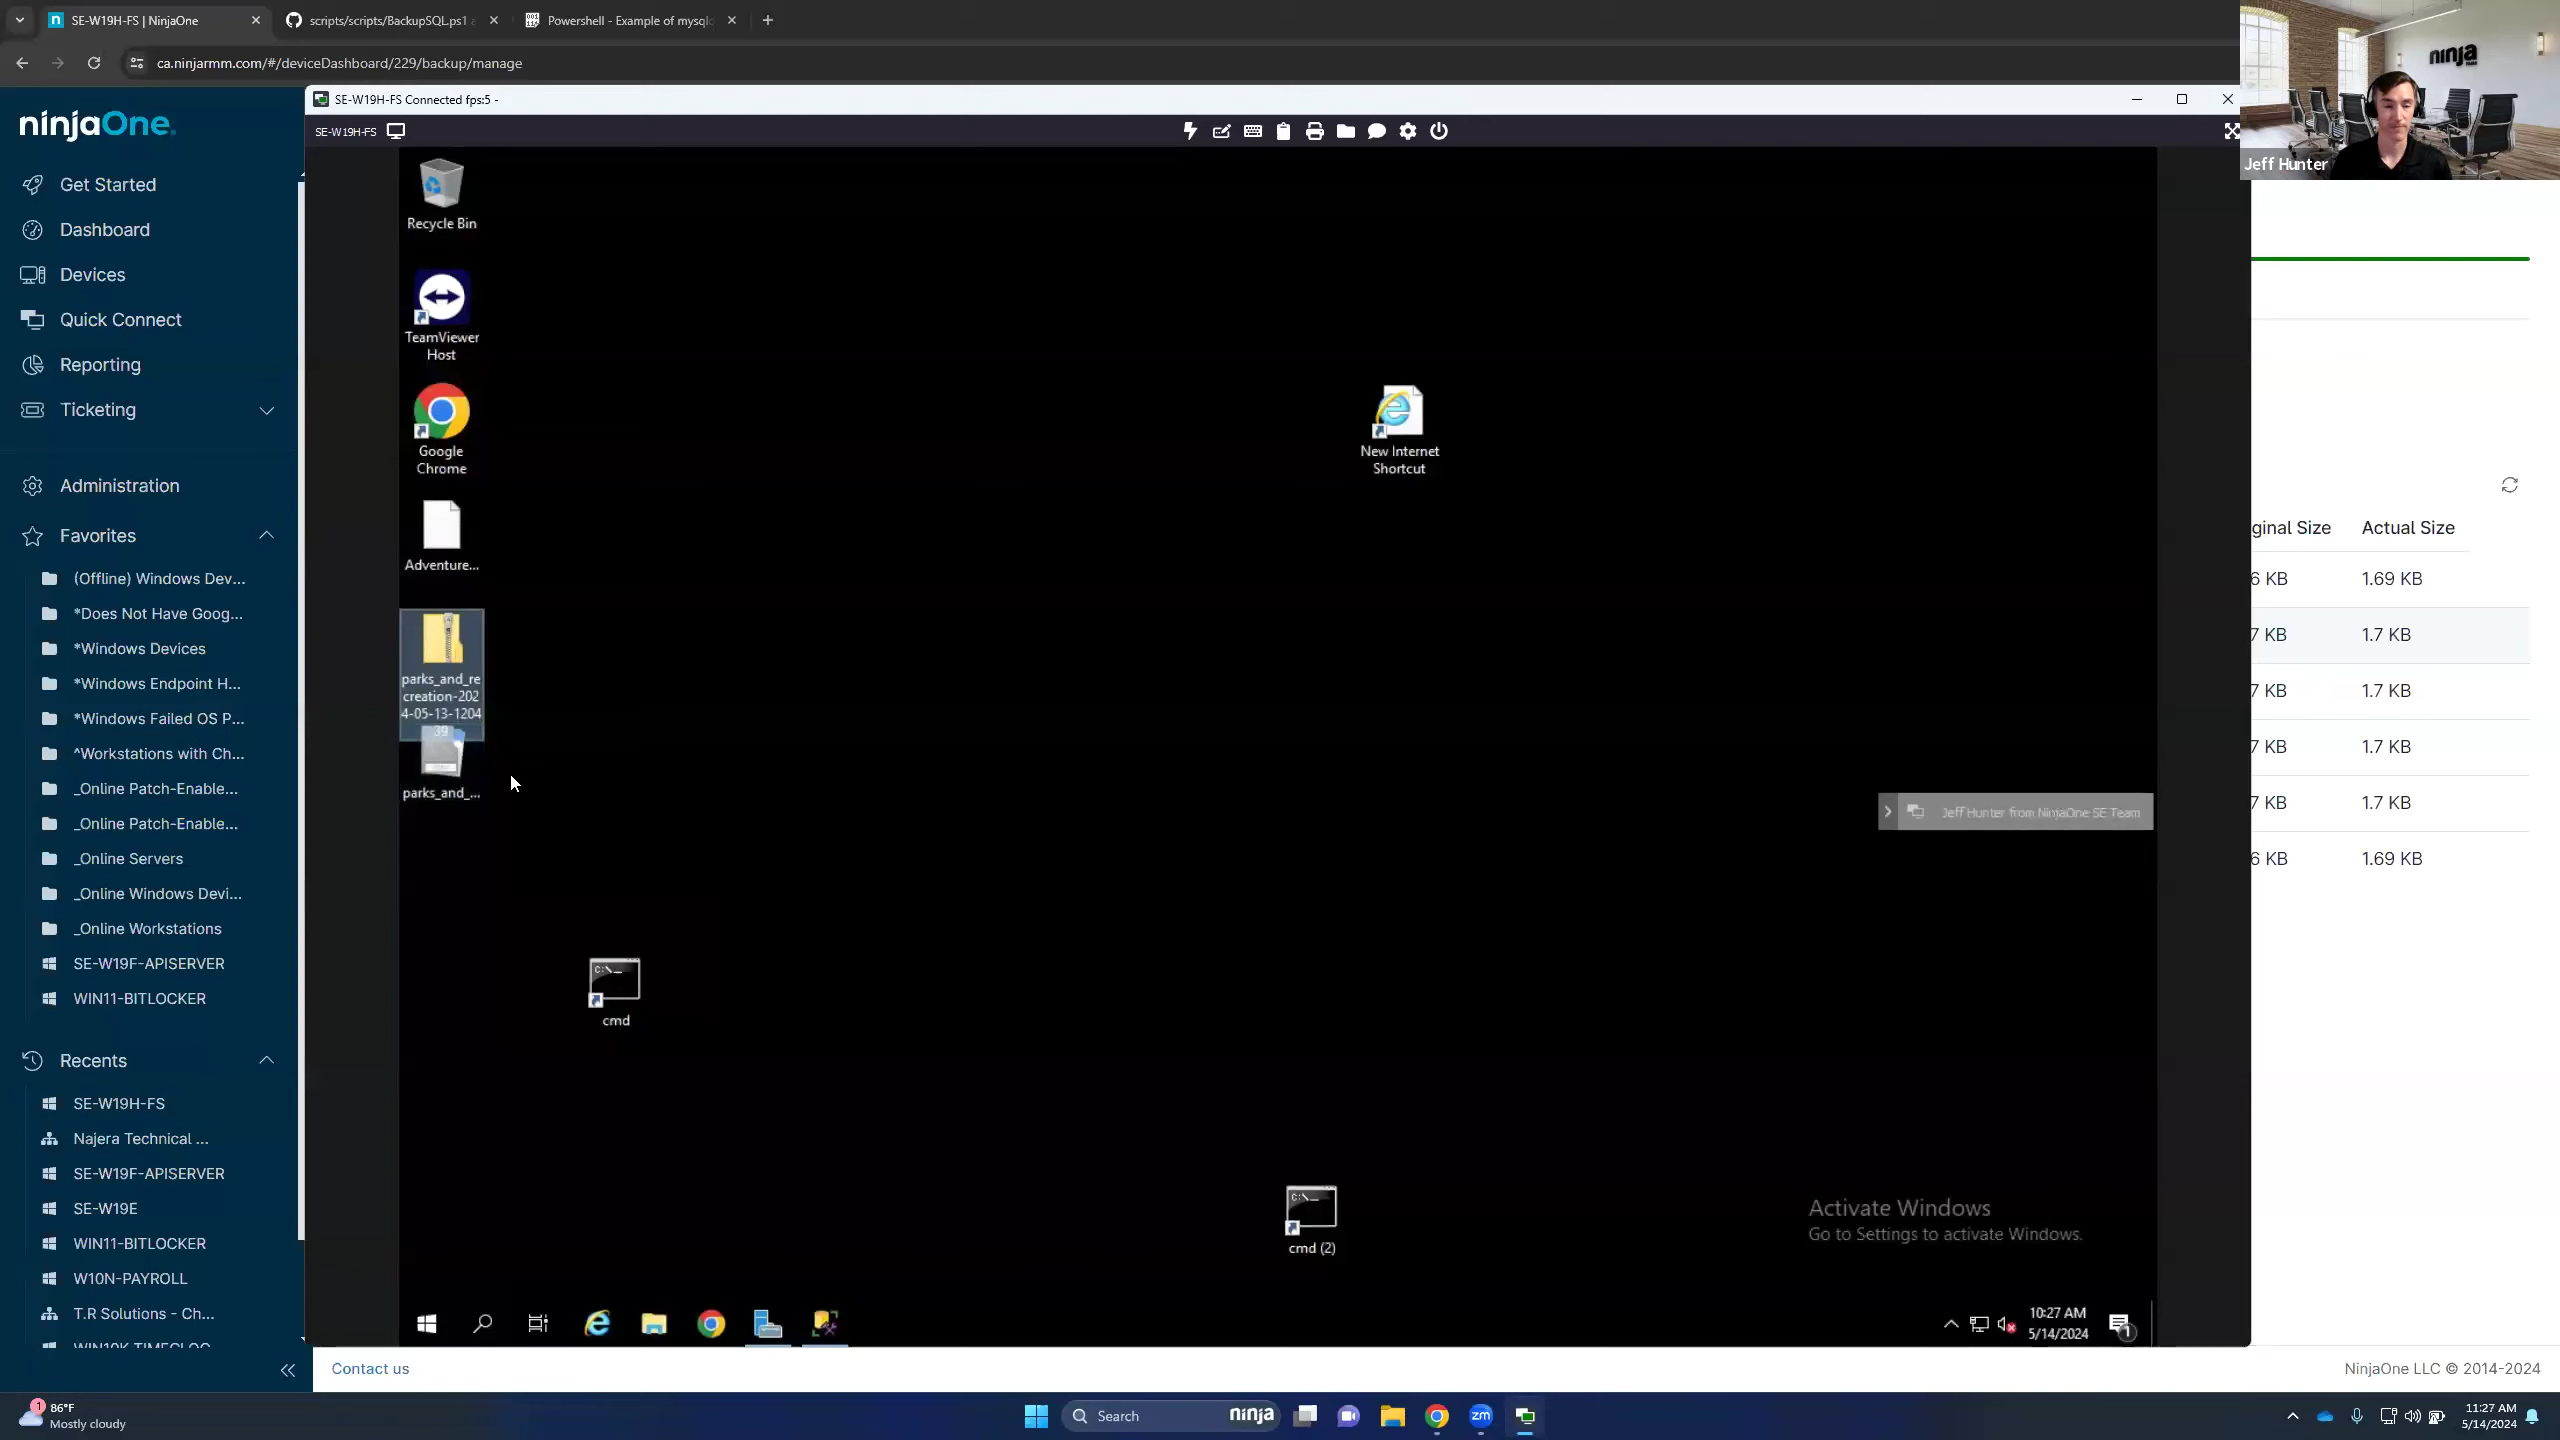 SE-W19H-FS | NinjaOne
scripts/scripts/BackupSQL.ps1
Powershell - Example of mysql
ca.ninjarmm.com/#/deviceDashboard/229/backup/manage
ninjaOne.
Get Started
Dashboard
Devices
Quick Connect
Reporting
Ticketing
Administration
Favorites
(Offline) Windows Dev...
*Does Not Have Goog...
*Windows Devices
*Windows Endpoint H...
*Windows Failed OS P...
^Workstations with Ch...
_Online Patch-Enable...
_Online Patch-Enable...
_Online Servers
_Online Windows Devi...
_Online Workstations
SE-W19F-APISERVER
WIN11-BITLOCKER
Recents
SE-W19H-FS
Najera Technical ...
SE-W19F-APISERVER
SE-W19E
WIN11-BITLOCKER
W10N-PAYROLL
T.R Solutions - Ch...
SE-W19H-FS Connected fps:5 -
SE-W19H-FS
Recycle Bin
TeamViewer
Host
Google
Chrome
Adventure...
parks_and_re
creation-202
4-05-13-1204
39
parks_and_...
New Internet
Shortcut
cmd
cmd (2)
Jeff Hunter from NinjaOne SE Team
Activate Windows
Go to Settings to activate Windows.
10:27 AM
5/14/2024
1
ninja
Jeff Hunter
ginal Size Actual Size
6 KB 1.69 KB
7 KB 1.7 KB
7 KB 1.7 KB
7 KB 1.7 KB
7 KB 1.7 KB
6 KB 1.69 KB
Contact us
NinjaOne LLC © 2014-2024
1
86°F
Mostly cloudy
Search
ninja
zm
11:27 AM
5/14/2024